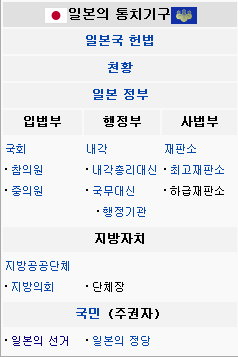 일본의 통치기구
일본국 헌법
천황
일본 정부
입법부 행정부 사법부
국회 내각 재판소
· 참의원 · 내각총리대신 · 최고재판소
· 중의원 · 국무대신 · 하급재판소
· 행정기관
지방자치
지방공공단체
· 지방의회 · 단체장
국민 (주권자)
· 일본의 선거 · 일본의 정당